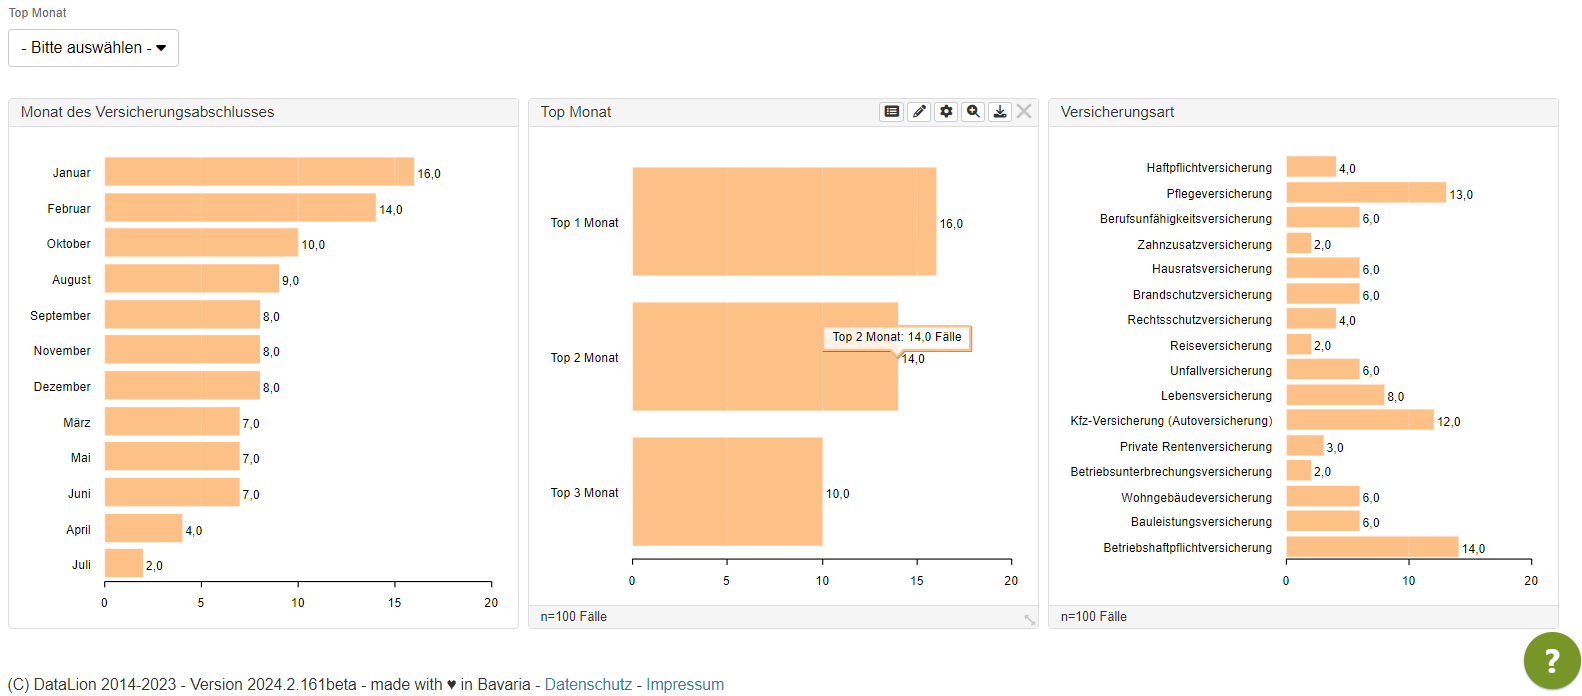 Top Monat
- Bitte auswählen -
Monat des Versicherungsabschlusses
Januar 16,0
Februar 14,0
Oktober 10,0
August 9,0
September 8,0
November 8,0
Dezember 8,0
März 7,0
Mai 7,0
Juni 7,0
April 4,0
Juli 2,0
0 5 10 15 20
Top Monat
Top 1 Monat 16,0
Top 2 Monat: 14,0 Fälle
Top 2 Monat 14,0
Top 3 Monat 10,0
0 5 10 15 20
n=100 Fälle
Versicherungsart
Haftpflichtversicherung 4,0
Pflegeversicherung 13,0
Berufsunfähigkeitsversicherung 6,0
Zahnzusatzversicherung 2,0
Hausratsversicherung 6,0
Brandschutzversicherung 6,0
Rechtsschutzversicherung 4,0
Reiseversicherung 2,0
Unfallversicherung 6,0
Lebensversicherung 8,0
Kfz-Versicherung (Autoversicherung) 12,0
Private Rentenversicherung 3,0
Betriebsunterbrechungsversicherung 2,0
Wohngebäudeversicherung 6,0
Bauleistungsversicherung 6,0
Betriebshaftpflichtversicherung 14,0
0 10 20
n=100 Fälle
?
(C) DataLion 2014-2023 - Version 2024.2.161beta - made with ♥ in Bavaria - Datenschutz - Impressum